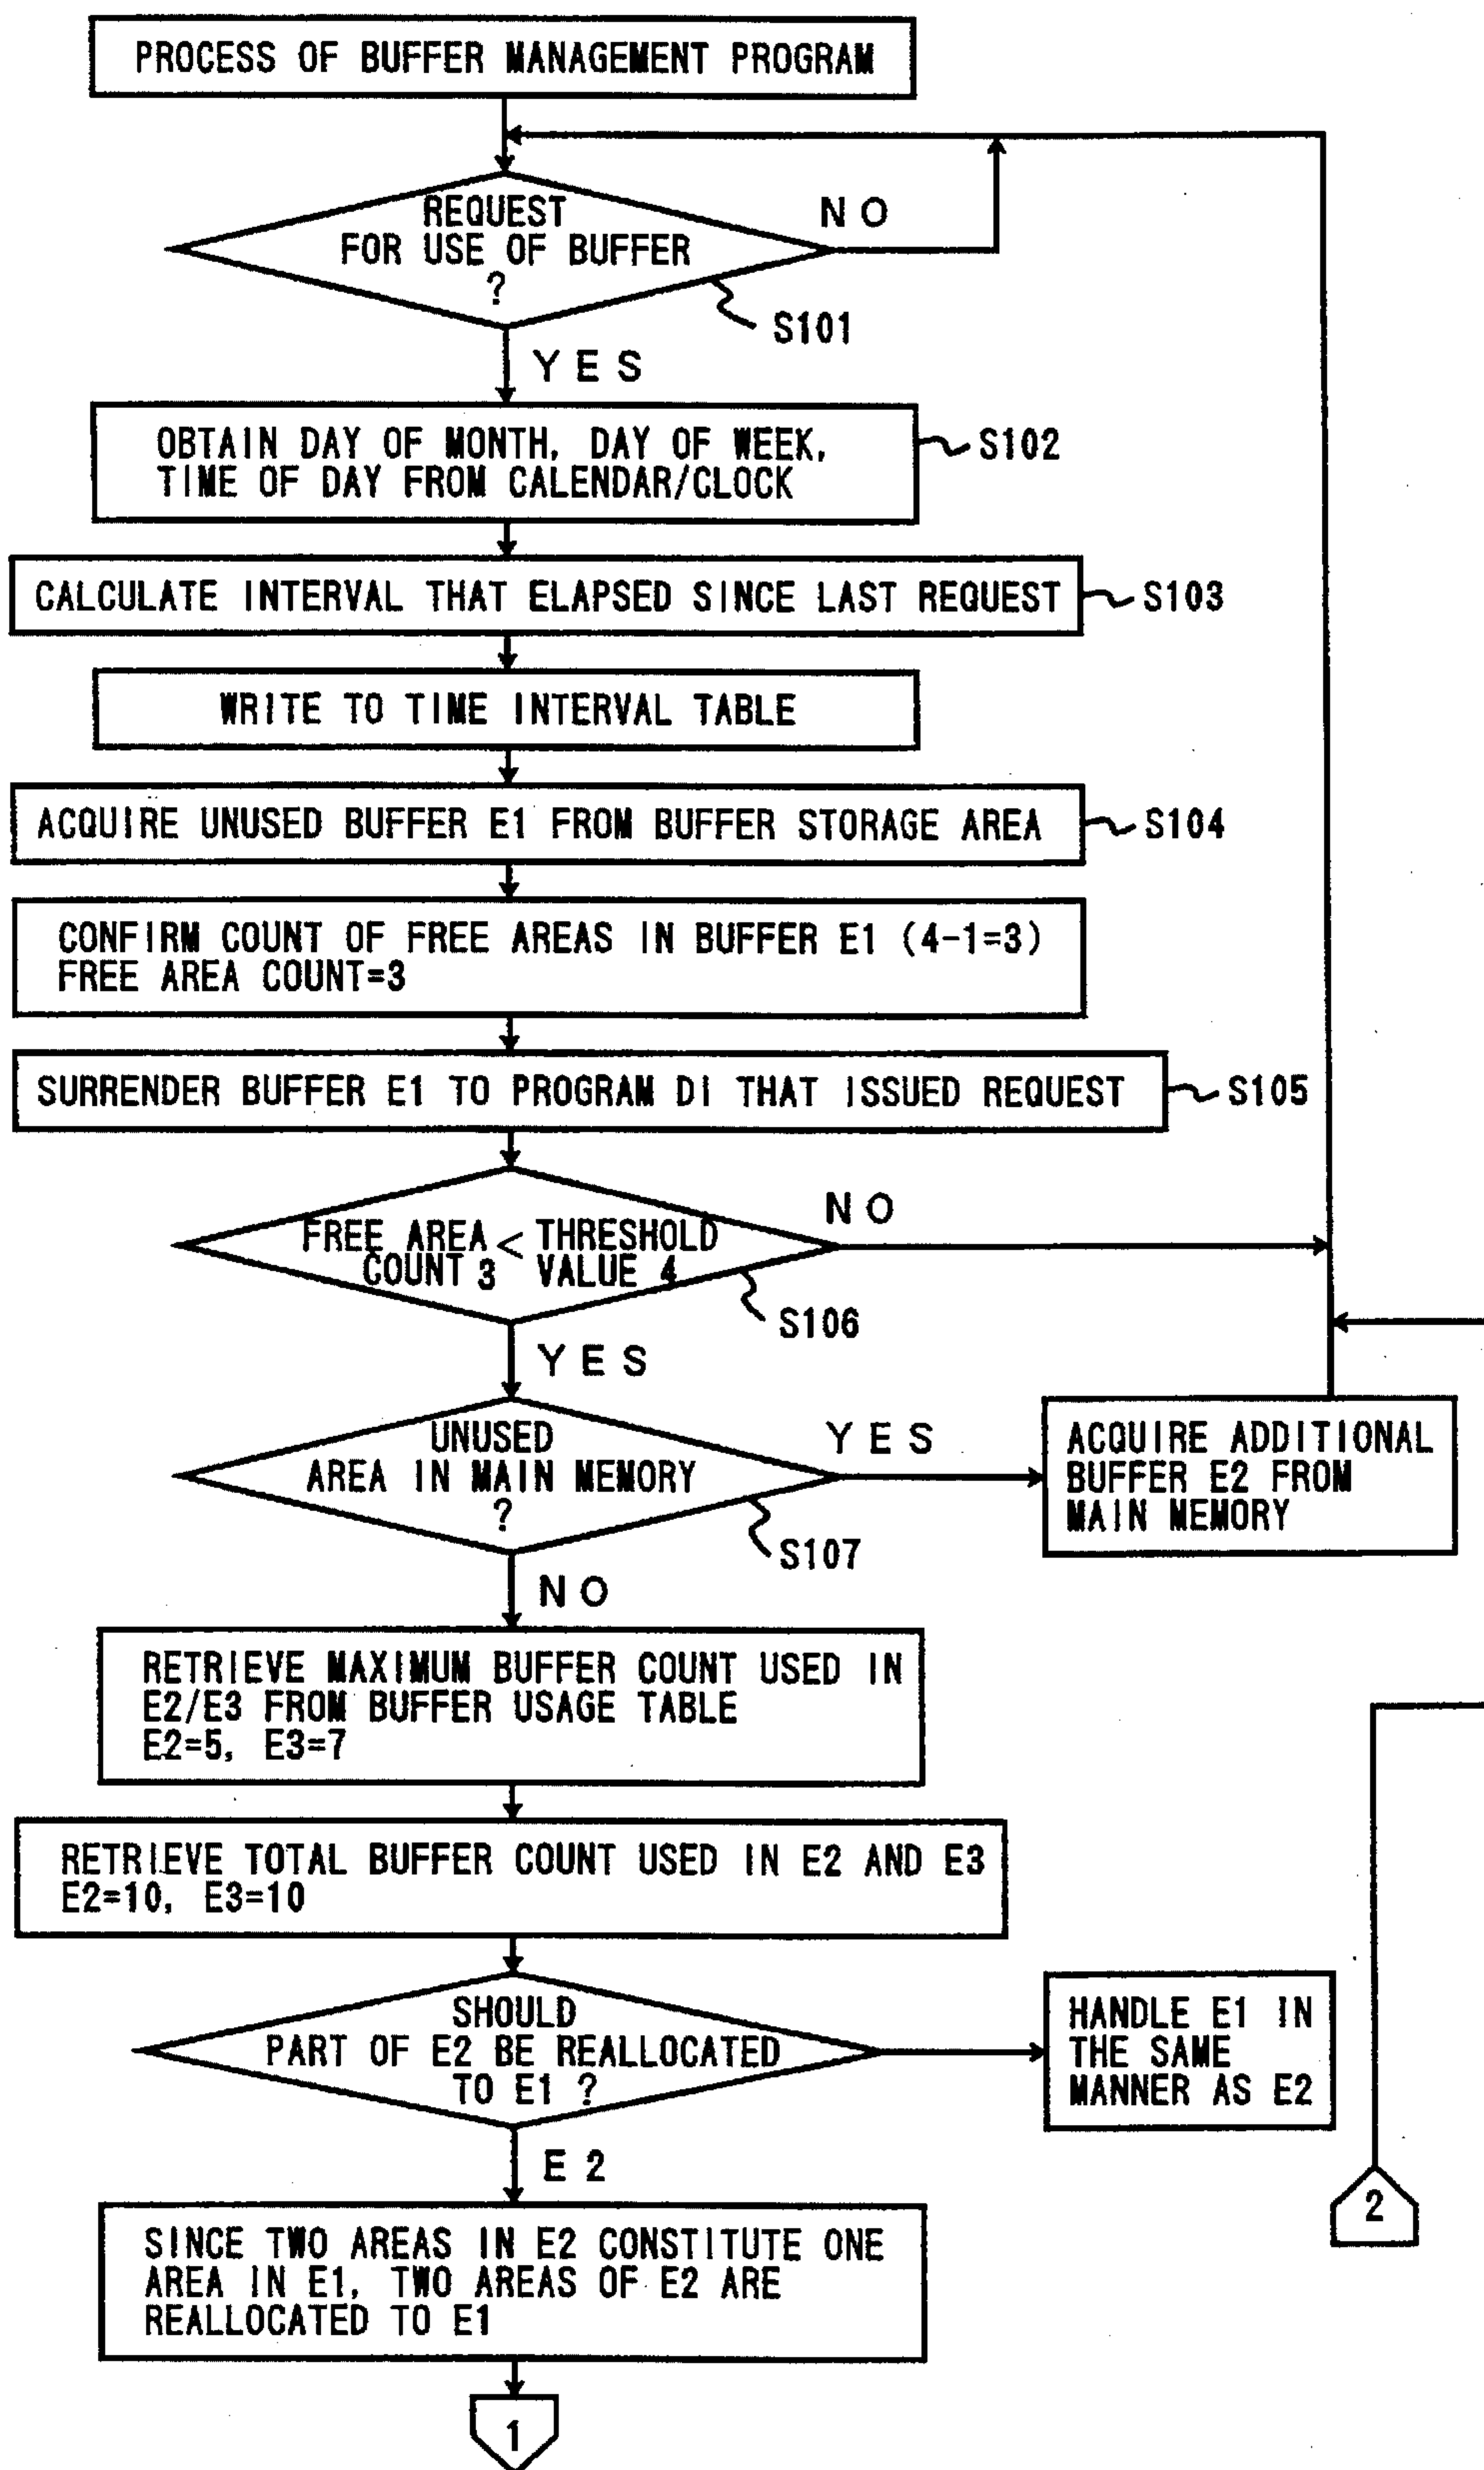 PROCESS OF BUFFER MANAGEMENT PROGRAM
REQUEST
FOR USE OF BUFFER
?
NO
S101
YES
OBTAIN DAY OF MONTH, DAY OF WEEK,
TIME OF DAY FROM CALENDAR/CLOCK
S102
CALCULATE INTERVAL THAT ELAPSED SINCE LAST REQUEST
S103
WRITE TO TIME INTERVAL TABLE
ACQUIRE UNUSED BUFFER E1 FROM BUFFER STORAGE AREA
S104
CONFIRM COUNT OF FREE AREAS IN BUFFER E1 (4-1=3)
FREE AREA COUNT=3
SURRENDER BUFFER E1 TO PROGRAM DI THAT ISSUED REQUEST
S105
FREE AREA < THRESHOLD
COUNT 3 VALUE 4
NO
S106
YES
UNUSED
AREA IN MAIN MEMORY
?
YES
S107
ACQUIRE ADDITIONAL
BUFFER E2 FROM
MAIN MEMORY
NO
RETRIEVE MAXIMUM BUFFER COUNT USED IN
E2/E3 FROM BUFFER USAGE TABLE
E2=5, E3=7
RETRIEVE TOTAL BUFFER COUNT USED IN E2 AND E3
E2=10, E3=10
SHOULD
PART OF E2 BE REALLOCATED
TO E1 ?
HANDLE E1 IN
THE SAME
MANNER AS E2
E2
2
SINCE TWO AREAS IN E2 CONSTITUTE ONE
AREA IN E1, TWO AREAS OF E2 ARE
REALLOCATED TO E1
1